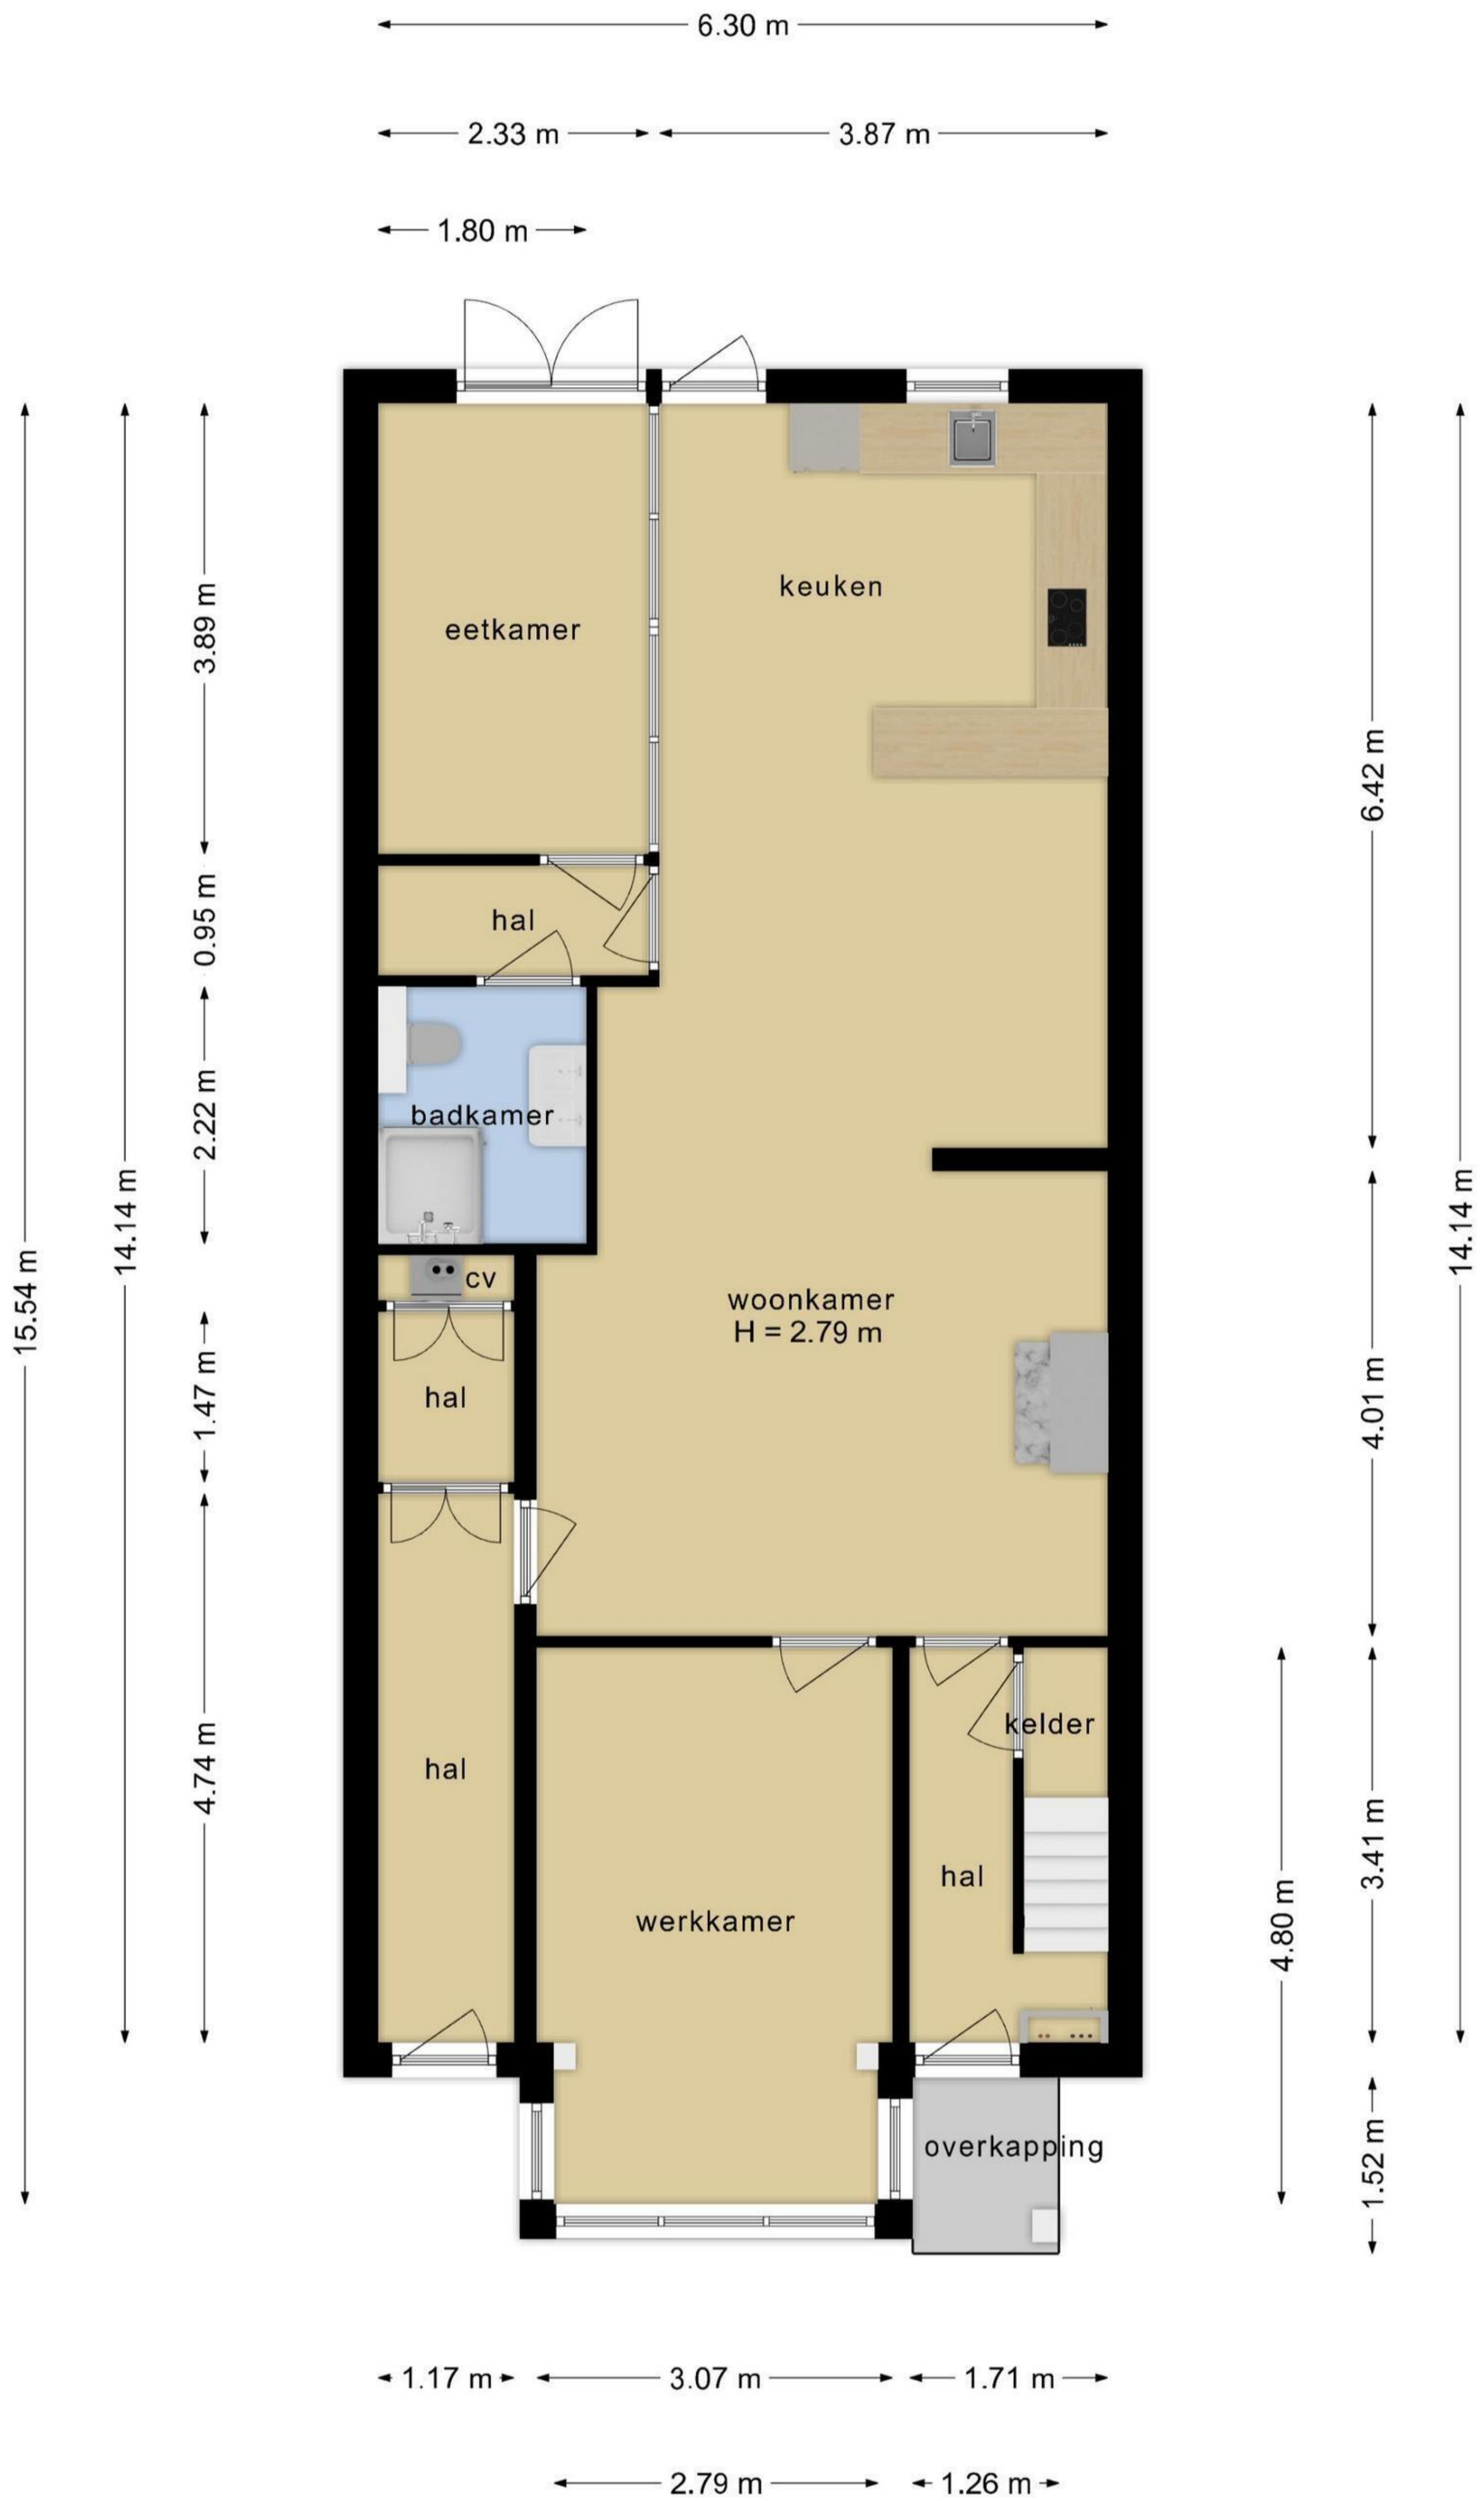 6.30 m
2.33 m
3.87 m
1.80 m
eetkamer
keuken
3.89 m
6.42 m
0.95 m
hal
2.22 m
badkamer
15.54 m
14.14 m
14.14 m
cv
woonkamer
H = 2.79 m
1.47 m
hal
4.01 m
kelder
4.74 m
hal
werkkamer
hal
4.80 m
3.41 m
overkapping
1.52 m
1.17 m
3.07 m
1.71 m
2.79 m
1.26 m